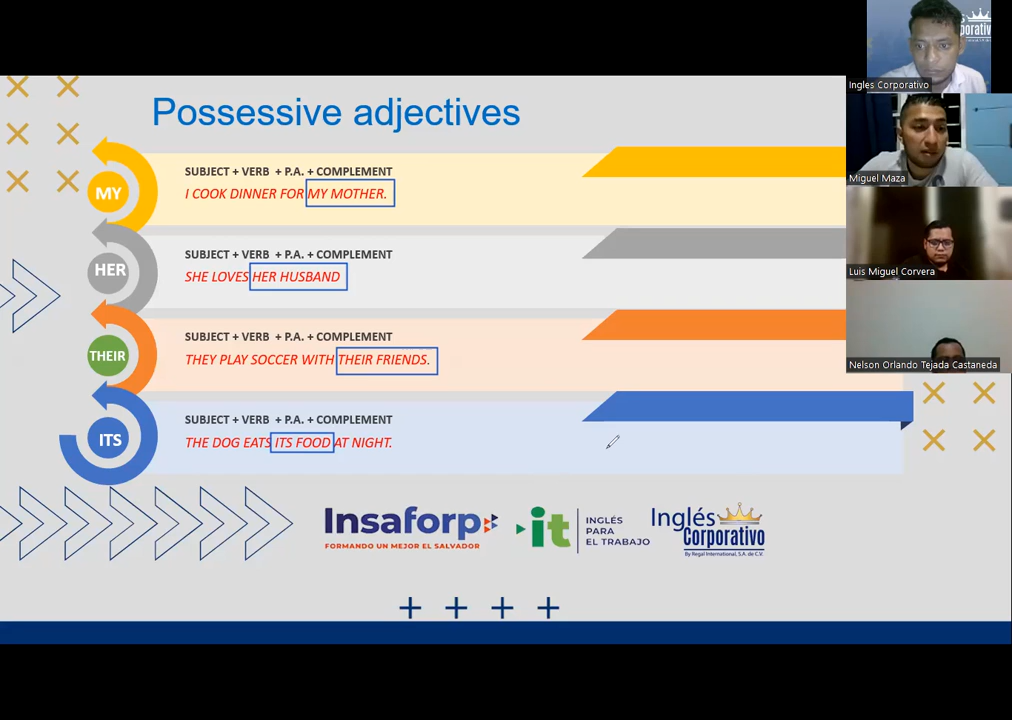 Possessive adjectives
MY
SUBJECT + VERB + P.A. + COMPLEMENT
I COOK DINNER FOR MY MOTHER.
HER
SUBJECT + VERB + P.A. + COMPLEMENT
SHE LOVES HER HUSBAND
THEIR
SUBJECT + VERB + P.A. + COMPLEMENT
THEY PLAY SOCCER WITH THEIR FRIENDS.
ITS
SUBJECT + VERB + P.A. + COMPLEMENT
THE DOG EATS ITS FOOD AT NIGHT.
Insaforp
FORMANDO UN MEJOR EL SALVADOR
it
INGLÉS
PARA
EL TRABAJO
Inglés
Corporativo
By Regal International, S.A. de C.V.
Ingles Corporativo
Miguel Maza
Luis Miguel Corvera
Nelson Orlando Tejada Castaneda